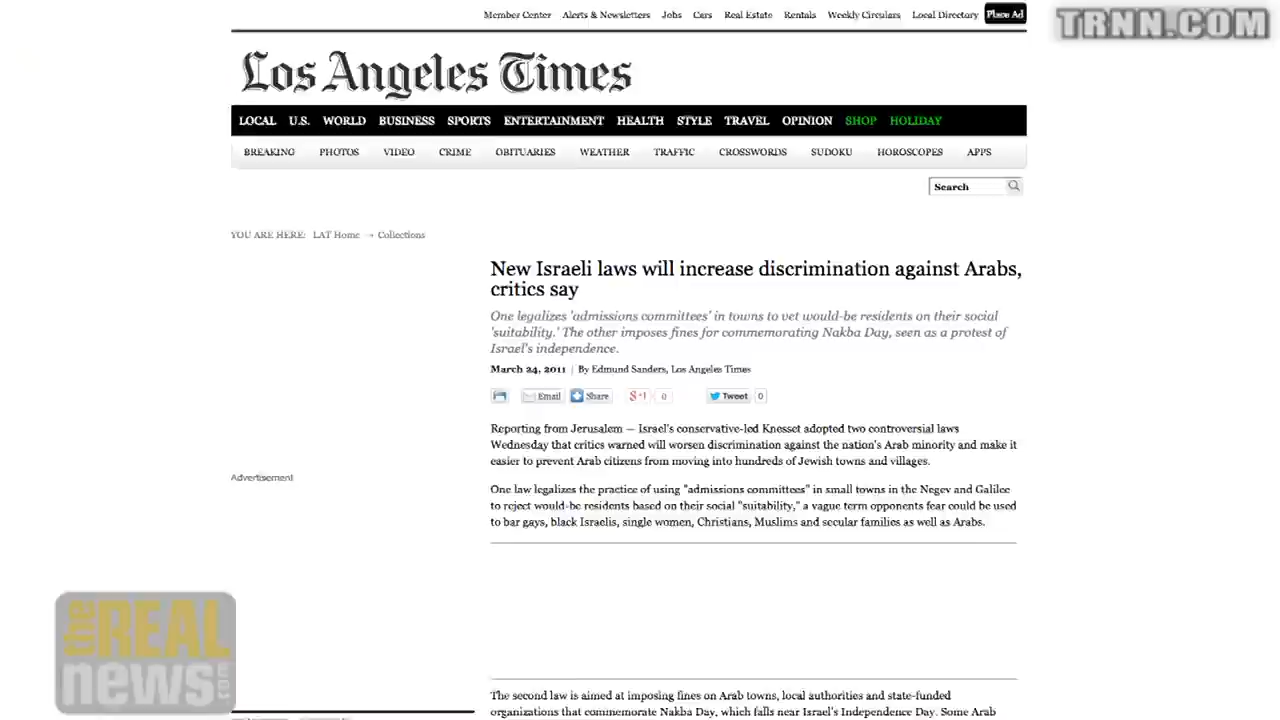 Member Center Alerts & Newsletters Jobs Cars Real Estate Rentals Weekly Circulars Local Directory Place Ad
TRNN.COM
Los Angeles Times
LOCAL U.S. WORLD BUSINESS SPORTS ENTERTAINMENT HEALTH STYLE TRAVEL OPINION SHOP HOLIDAY
BREAKING PHOTOS VIDEO CRIME OBITUARIES WEATHER TRAFFIC CROSSWORDS SUDOKU HOROSCOPES APPS
Search
YOU ARE HERE: LAT Home → Collections
New Israeli laws will increase discrimination against Arabs,
critics say
One legalizes 'admissions committees' in towns to vet would-be residents on their social
'suitability.' The other imposes fines for commemorating Nakba Day, seen as a protest of
Israel's independence.
March 24, 2011 | By Edmund Sanders, Los Angeles Times
Email Share g+1 0 Tweet 0
Reporting from Jerusalem — Israel's conservative-led Knesset adopted two controversial laws
Wednesday that critics warned will worsen discrimination against the nation's Arab minority and make it
easier to prevent Arab citizens from moving into hundreds of Jewish towns and villages.
Advertisement
One law legalizes the practice of using "admissions committees" in small towns in the Negev and Galilee
to reject would-be residents based on their social "suitability," a vague term opponents fear could be used
to bar gays, black Israelis, single women, Christians, Muslims and secular families as well as Arabs.
the REAL
news.com
The second law is aimed at imposing fines on Arab towns, local authorities and state-funded
organizations that commemorate Nakba Day, which falls near Israel's Independence Day. Some Arab